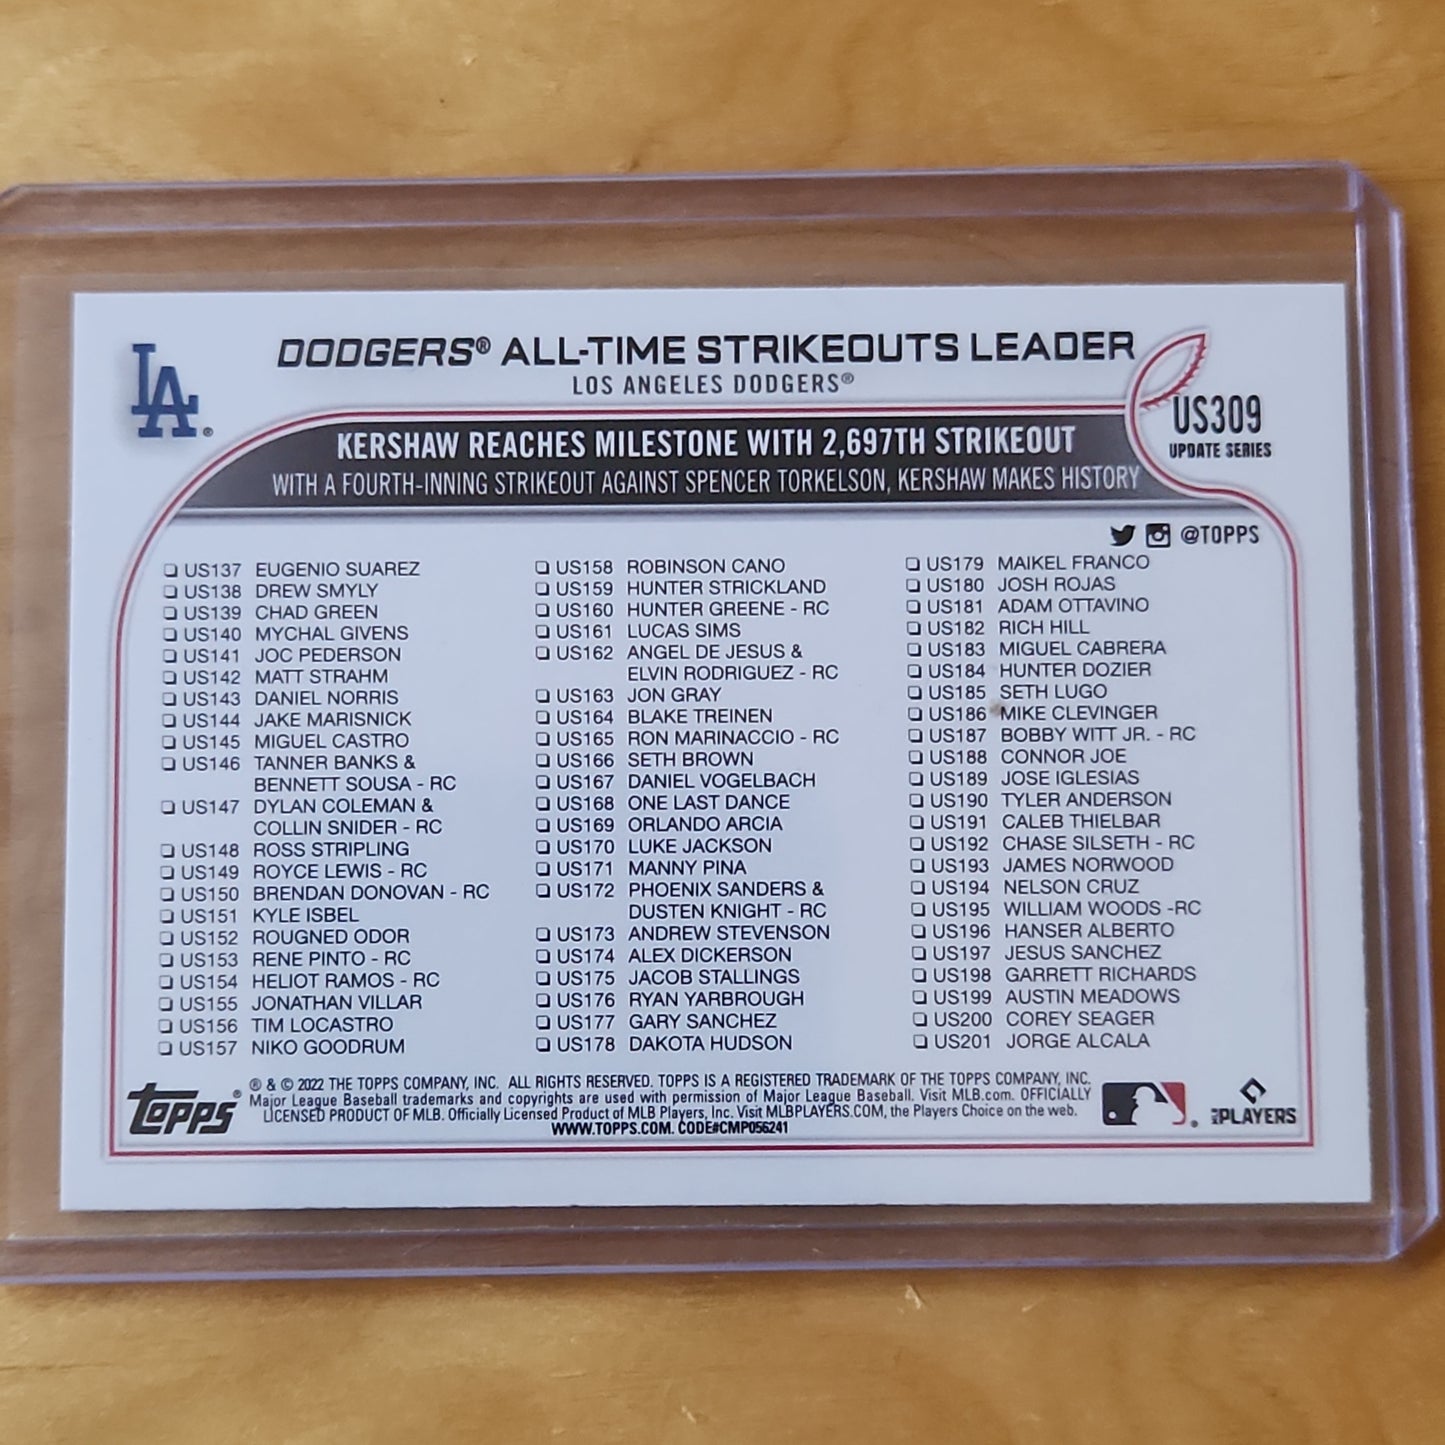 LA®
DODGERS® ALL-TIME STRIKEOUTS LEADER
LOS ANGELES DODGERS®
US309
UPDATE SERIES
KERSHAW REACHES MILESTONE WITH 2,697TH STRIKEOUT
WITH A FOURTH-INNING STRIKEOUT AGAINST SPENCER TORKELSON, KERSHAW MAKES HISTORY
@TOPPS
US137 EUGENIO SUAREZ
US138 DREW SMYLY
US139 CHAD GREEN
US140 MYCHAL GIVENS
US141 JOC PEDERSON
US142 MATT STRAHM
US143 DANIEL NORRIS
US144 JAKE MARISNICK
US145 MIGUEL CASTRO
US146 TANNER BANKS &
BENNETT SOUSA - RC
US147 DYLAN COLEMAN &
COLLIN SNIDER - RC
US148 ROSS STRIPLING
US149 ROYCE LEWIS - RC
US150 BRENDAN DONOVAN - RC
US151 KYLE ISBEL
US152 ROUGNED ODOR
US153 RENE PINTO - RC
US154 HELIOT RAMOS - RC
US155 JONATHAN VILLAR
US156 TIM LOCASTRO
US157 NIKO GOODRUM
US158 ROBINSON CANO
US159 HUNTER STRICKLAND
US160 HUNTER GREENE - RC
US161 LUCAS SIMS
US162 ANGEL DE JESUS &
ELVIN RODRIGUEZ - RC
US163 JON GRAY
US164 BLAKE TREINEN
US165 RON MARINACCIO - RC
US166 SETH BROWN
US167 DANIEL VOGELBACH
US168 ONE LAST DANCE
US169 ORLANDO ARCIA
US170 LUKE JACKSON
US171 MANNY PINA
US172 PHOENIX SANDERS &
DUSTEN KNIGHT - RC
US173 ANDREW STEVENSON
US174 ALEX DICKERSON
US175 JACOB STALLINGS
US176 RYAN YARBROUGH
US177 GARY SANCHEZ
US178 DAKOTA HUDSON
US179 MAIKEL FRANCO
US180 JOSH ROJAS
US181 ADAM OTTAVINO
US182 RICH HILL
US183 MIGUEL CABRERA
US184 HUNTER DOZIER
US185 SETH LUGO
US186 MIKE CLEVINGER
US187 BOBBY WITT JR. - RC
US188 CONNOR JOE
US189 JOSE IGLESIAS
US190 TYLER ANDERSON
US191 CALEB THIELBAR
US192 CHASE SILSETH - RC
US193 JAMES NORWOOD
US194 NELSON CRUZ
US195 WILLIAM WOODS -RC
US196 HANSER ALBERTO
US197 JESUS SANCHEZ
US198 GARRETT RICHARDS
US199 AUSTIN MEADOWS
US200 COREY SEAGER
US201 JORGE ALCALA
topps®
® & © 2022 THE TOPPS COMPANY, INC. ALL RIGHTS RESERVED. TOPPS IS A REGISTERED TRADEMARK OF THE TOPPS COMPANY, INC.
Major League Baseball trademarks and copyrights are used with permission of Major League Baseball. Visit MLB.com. OFFICIALLY
LICENSED PRODUCT OF MLB. Officially Licensed Product of MLB Players, Inc. Visit MLBPLAYERS.COM, the Players Choice on the web.
WWW.TOPPS.COM. CODE#CMP056241
PLAYERS